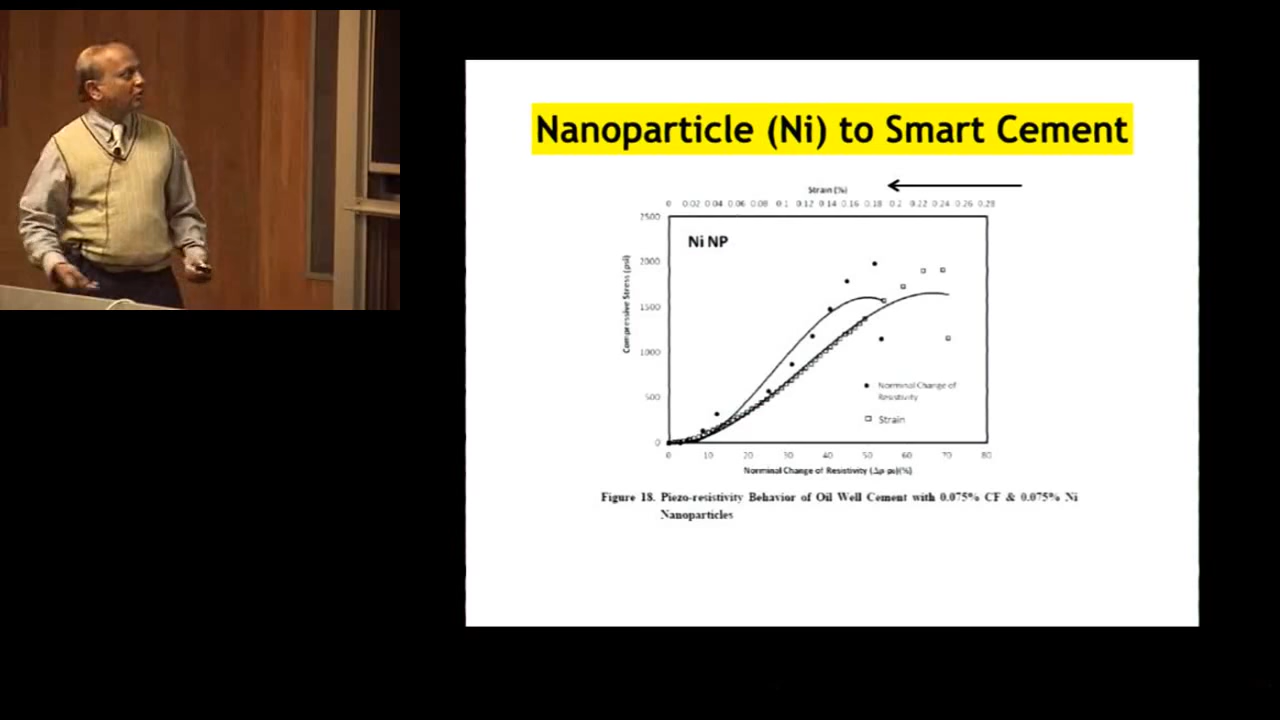 Nanoparticle (Ni) to Smart Cement
Strain (%)
0 0.02 0.04 0.06 0.08 0.1 0.12 0.14 0.16 0.18 0.2 0.22 0.24 0.26 0.28
2500
Ni NP
2000
1500
1000
500
0
Compressive Stress (psi)
Norminal Change of
Resistivity
Strain
0 10 20 30 40 50 60 70 80
Norminal Change of Resistivity (Δρ ρ₀)(%)
Figure 18. Piezo-resistivity Behavior of Oil Well Cement with 0.075% CF & 0.075% Ni
Nanoparticles